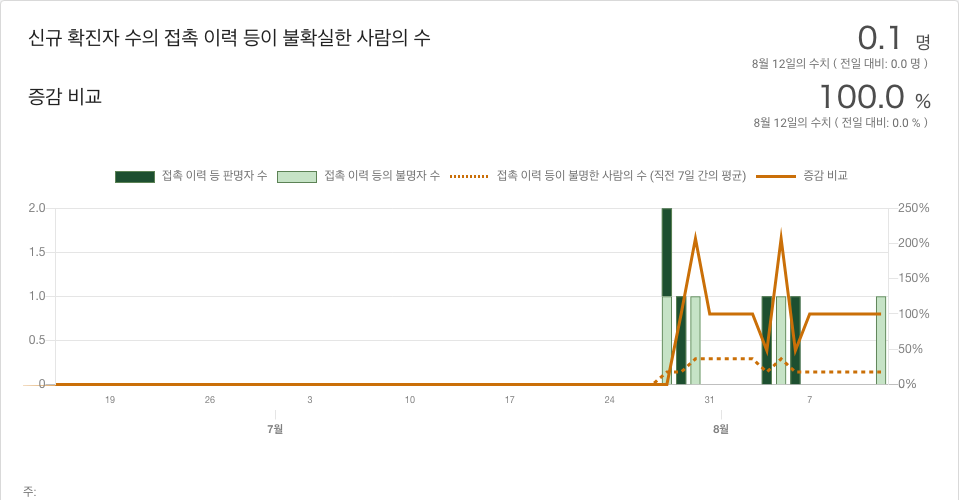 신규 확진자 수의 접촉 이력 등이 불확실한 사람의 수
0.1 명
8월 12일의 수치 ( 전일 대비: 0.0 명 )
증감 비교
100.0 %
8월 12일의 수치 ( 전일 대비: 0.0 % )
접촉 이력 등 판명자 수 접촉 이력 등의 불명자 수 접촉 이력 등이 불명한 사람의 수 (직전 7일 간의 평균) 증감 비교
2.0 250%
200%
1.5
150%
1.0
100%
0.5
50%
0 0%
19 26 3 10 17 24 31 7
7월 8월
주: